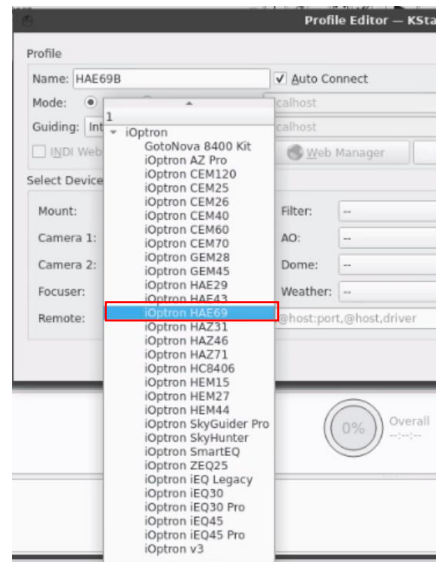 Profile Editor — KSta
Profile
Name: HAE69B
Auto Connect
Mode:
calhost
1
Guiding: Int
calhost
INDI Web
Web Manager
Select Device
Mount:
Filter: --
Camera 1:
AO: --
Camera 2:
Dome: --
Focuser:
Weather: --
Remote:
@host:port,@host,driver
iOptron
GotoNova 8400 Kit
iOptron AZ Pro
iOptron CEM120
iOptron CEM25
iOptron CEM26
iOptron CEM40
iOptron CEM60
iOptron CEM70
iOptron GEM28
iOptron GEM45
iOptron HAE29
iOptron HAE43
iOptron HAE69
iOptron HAZ31
iOptron HAZ46
iOptron HAZ71
iOptron HC8406
iOptron HEM15
iOptron HEM27
iOptron HEM44
iOptron SkyGuider Pro
iOptron SkyHunter
iOptron SmartEQ
iOptron ZEQ25
iOptron iEQ Legacy
iOptron iEQ30
iOptron iEQ30 Pro
iOptron iEQ45
iOptron iEQ45 Pro
iOptron v3
0%
Overall
--:--:--